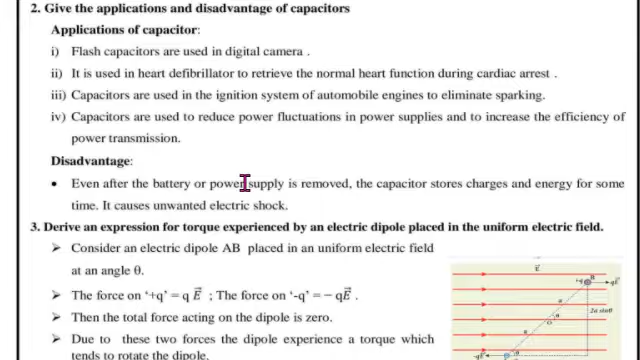 2. Give the applications and disadvantage of capacitors
Applications of capacitor:
i) Flash capacitors are used in digital camera .
ii) It is used in heart defibrillator to retrieve the normal heart function during cardiac arrest .
iii) Capacitors are used in the ignition system of automobile engines to eliminate sparking.
iv) Capacitors are used to reduce power fluctuations in power supplies and to increase the efficiency of
power transmission.
Disadvantage:
• Even after the battery or power supply is removed, the capacitor stores charges and energy for some
time. It causes unwanted electric shock.
3. Derive an expression for torque experienced by an electric dipole placed in the uniform electric field.
➢ Consider an electric dipole AB placed in an uniform electric field
at an angle θ.
➢ The force on '+q' = q E⃗ ; The force on '-q' = − qE⃗ .
➢ Then the total force acting on the dipole is zero.
➢ Due to these two forces the dipole experience a torque which
tends to rotate the dipole.
E⃗
+q
B
qE⃗
2a sinθ
a
O
θ
a
-qE⃗